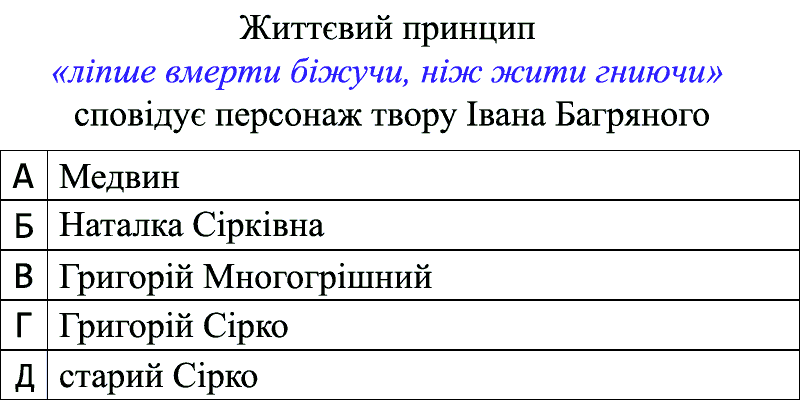 Життєвий принцип
«ліпше вмерти біжучи, ніж жити гниючи»
сповідує персонаж твору Івана Багряного
А Медвин
Б Наталка Сірківна
В Григорій Многогрішний
Г Григорій Сірко
Д старий Сірко